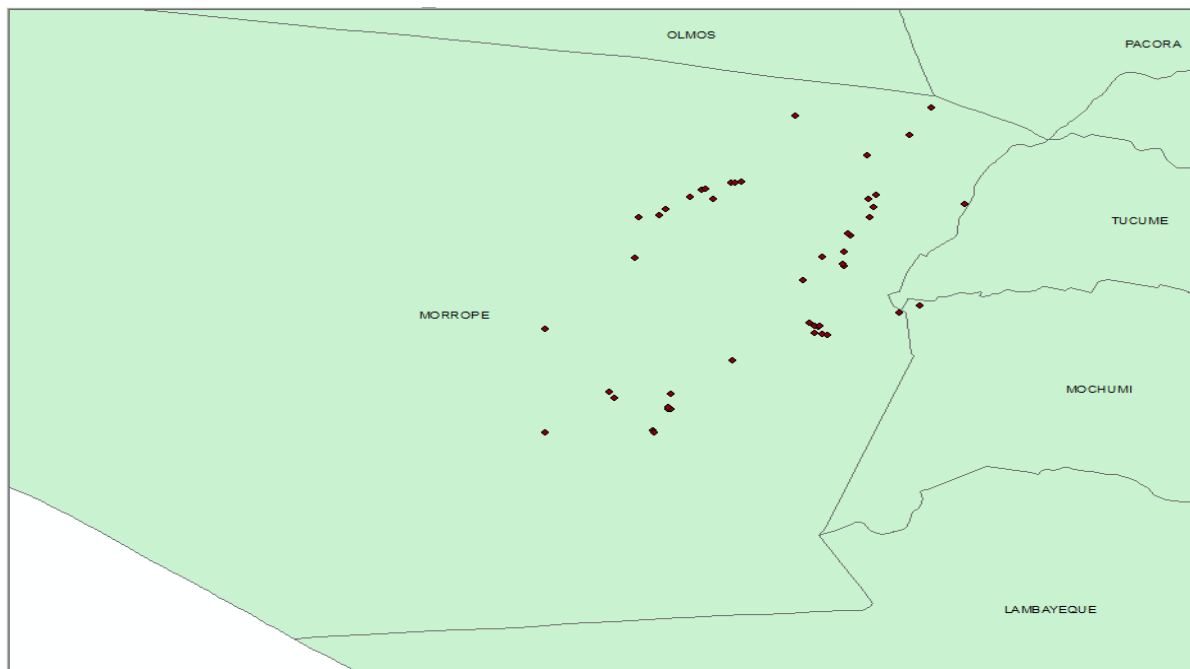 OLMOS
PACORA
TUCUME
MORROPE
MOCHUMI
LAMBAYEQUE